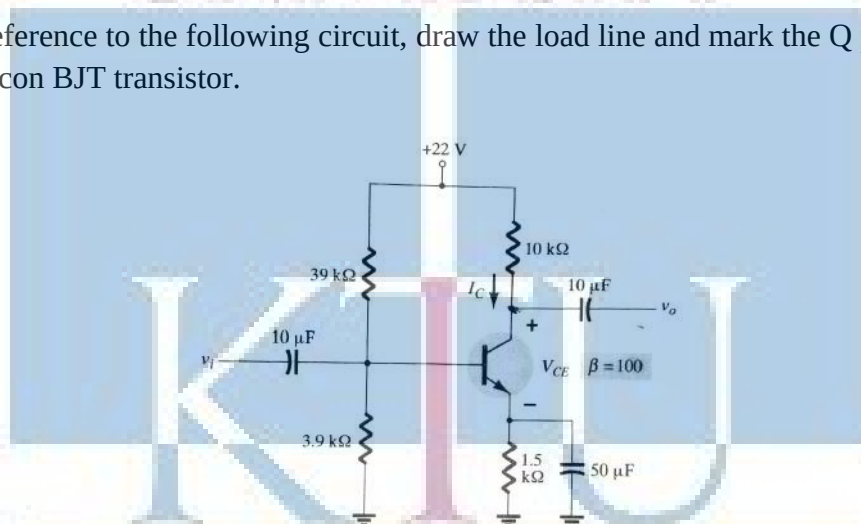 eference to the following circuit, draw the load line and mark the Q
con BJT transistor.
+22 V
10 kΩ
39 kΩ
I_C
10 μF
v_o
10 μF
+
v_i
V_CE β = 100
−
3.9 kΩ
1.5
kΩ
50 μF
KTU